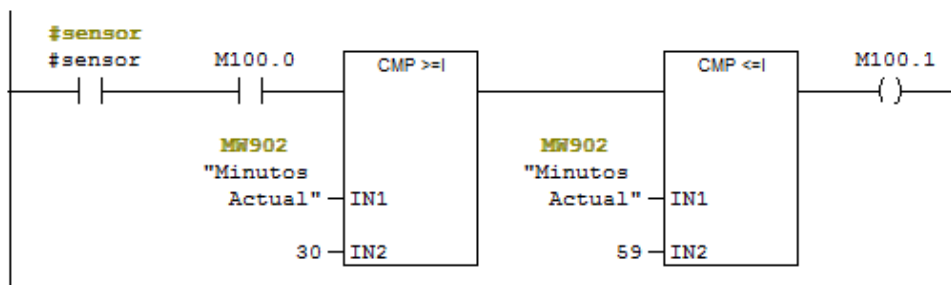 #sensor
#sensor
M100.0
CMP >=I
CMP <=I
M100.1
MW902
"Minutos
Actual"
IN1
30
IN2
MW902
"Minutos
Actual"
IN1
59
IN2